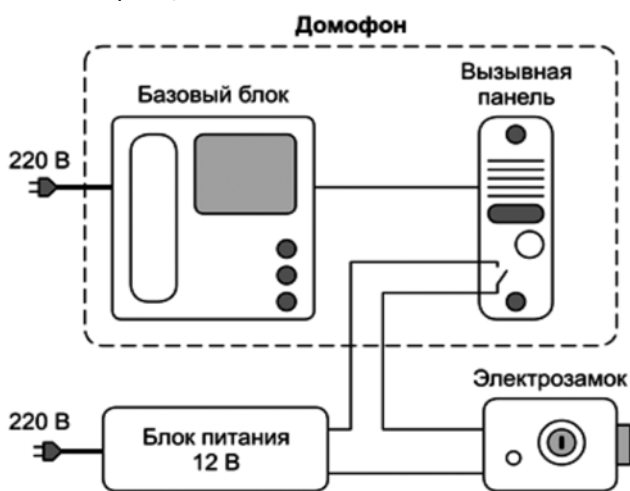 Домофон
Базовый блок
Вызывная
панель
220 В
Электрозамок
220 В
Блок питания
12 В